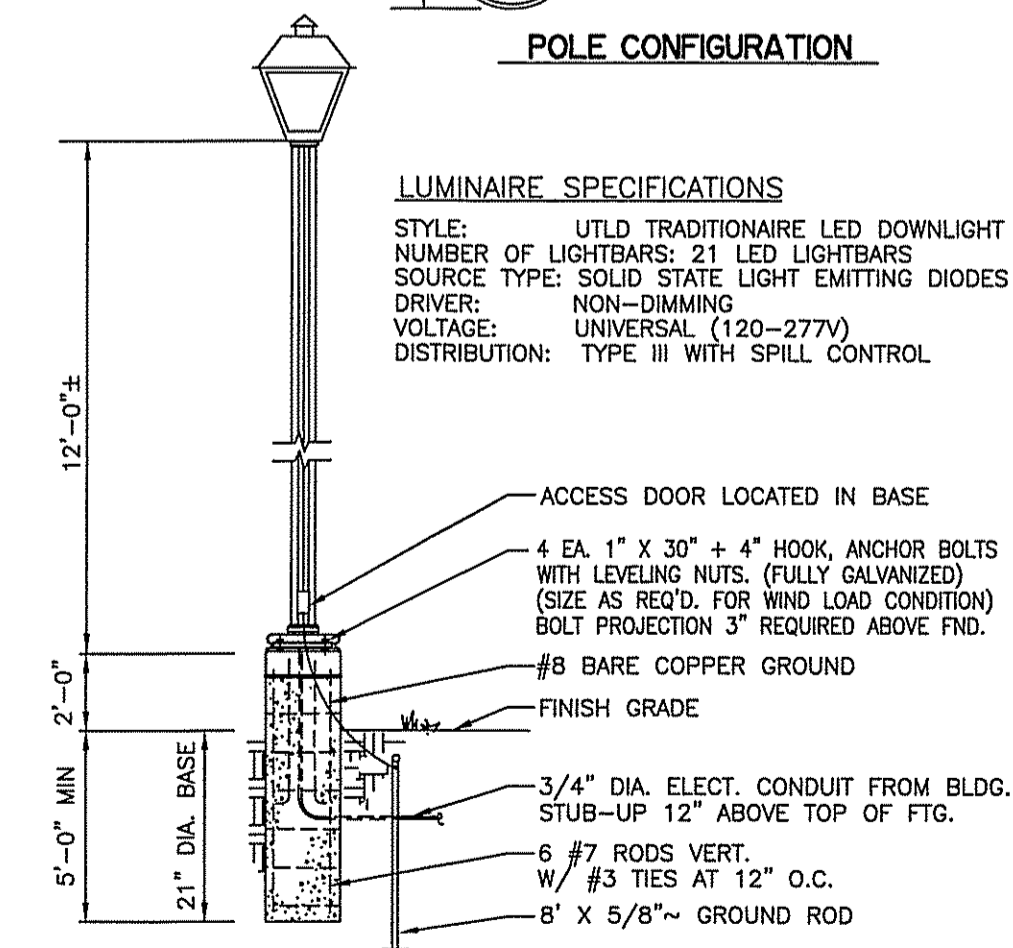 POLE CONFIGURATION
LUMINAIRE SPECIFICATIONS
STYLE: UTLD TRADITIONAIRE LED DOWNLIGHT
NUMBER OF LIGHTBARS: 21 LED LIGHTBARS
SOURCE TYPE: SOLID STATE LIGHT EMITTING DIODES
DRIVER: NON-DIMMING
VOLTAGE: UNIVERSAL (120-277V)
DISTRIBUTION: TYPE III WITH SPILL CONTROL
12'-0"±
ACCESS DOOR LOCATED IN BASE
4 EA. 1" X 30" + 4" HOOK, ANCHOR BOLTS
WITH LEVELING NUTS. (FULLY GALVANIZED)
(SIZE AS REQ'D. FOR WIND LOAD CONDITION)
BOLT PROJECTION 3" REQUIRED ABOVE FND.
2'-0"
#8 BARE COPPER GROUND
FINISH GRADE
5'-0" MIN
21" DIA. BASE
3/4" DIA. ELECT. CONDUIT FROM BLDG.
STUB-UP 12" ABOVE TOP OF FTG.
6 #7 RODS VERT.
W/ #3 TIES AT 12" O.C.
8' X 5/8"~ GROUND ROD